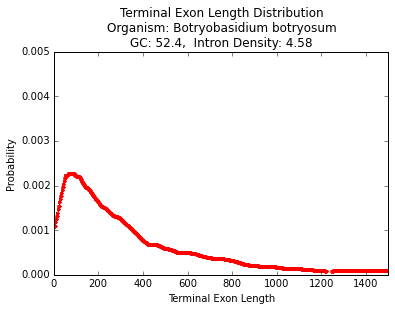 Terminal Exon Length Distribution
Organism: Botryobasidium botryosum
GC: 52.4,  Intron Density: 4.58
0.005
0.004
0.003
0.002
0.001
0.000
Probability
0 200 400 600 800 1000 1200 1400
Terminal Exon Length